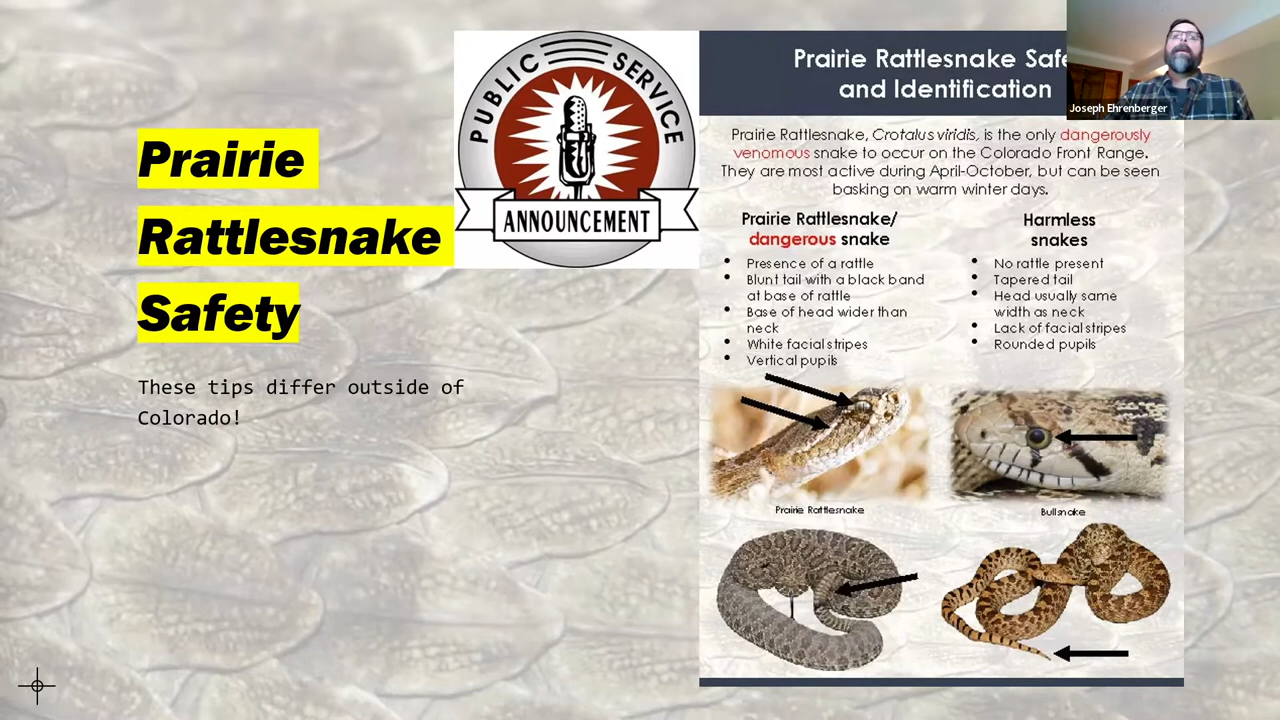 Prairie
Rattlesnake
Safety
These tips differ outside of
Colorado!
PUBLIC SERVICE
ANNOUNCEMENT
Prairie Rattlesnake
and Identification
Joseph Ehrenberger
Prairie Rattlesnake, Crotalus viridis, is the only dangerously
venomous snake to occur on the Colorado Front Range.
They are most active during April-October, but can be seen
basking on warm winter days.
Prairie Rattlesnake/
dangerous snake
• Presence of a rattle
• Blunt tail with a black band
at base of rattle
• Base of head wider than
neck
• White facial stripes
• Vertical pupils
Harmless
snakes
• No rattle present
• Tapered tail
• Head usually same
width as neck
• Lack of facial stripes
• Rounded pupils
Prairie Rattlesnake
Bullsnake